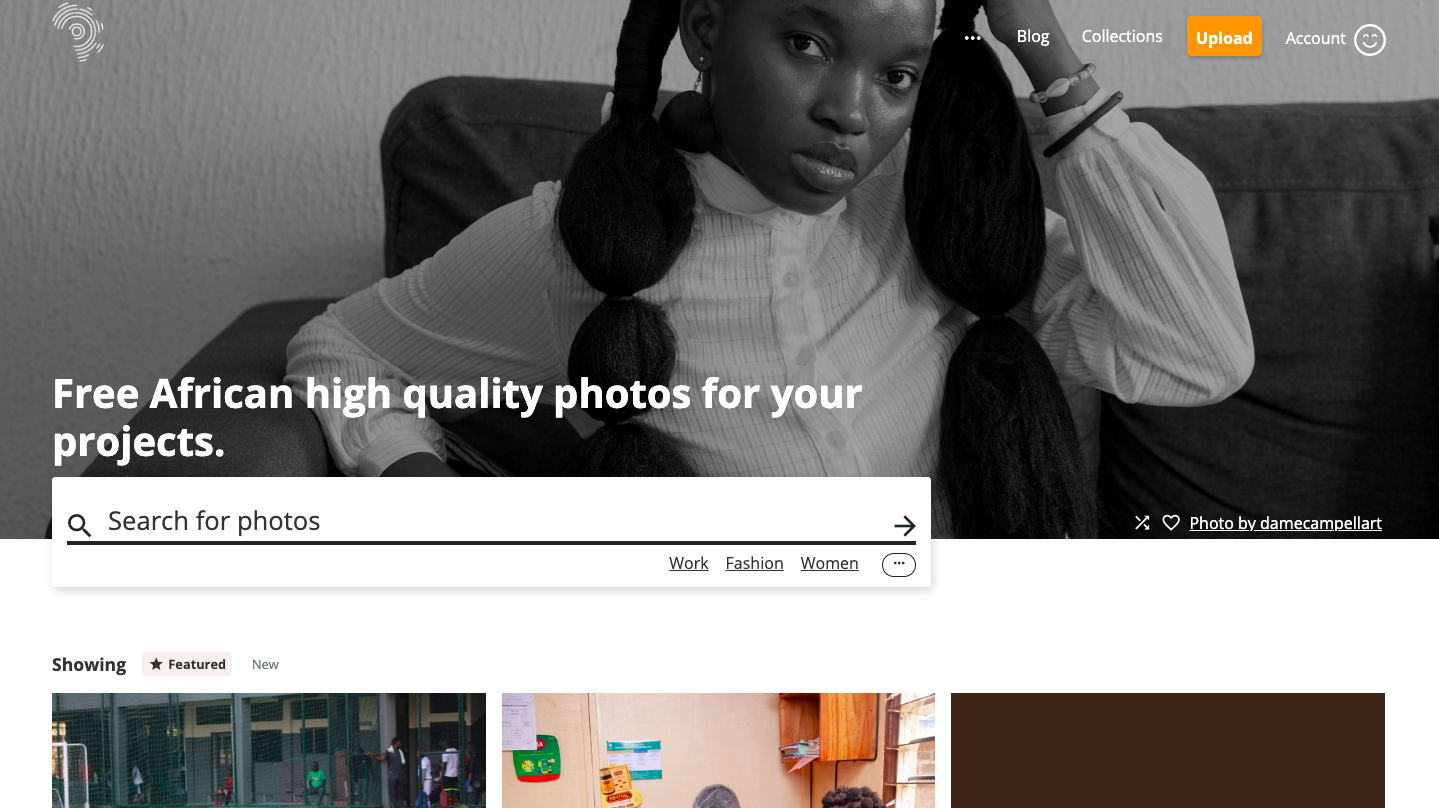 ... Blog Collections Upload Account
Free African high quality photos for your
projects.
Search for photos
Photo by damecampellart
Work Fashion Women ...
Showing Featured New
REVITAL